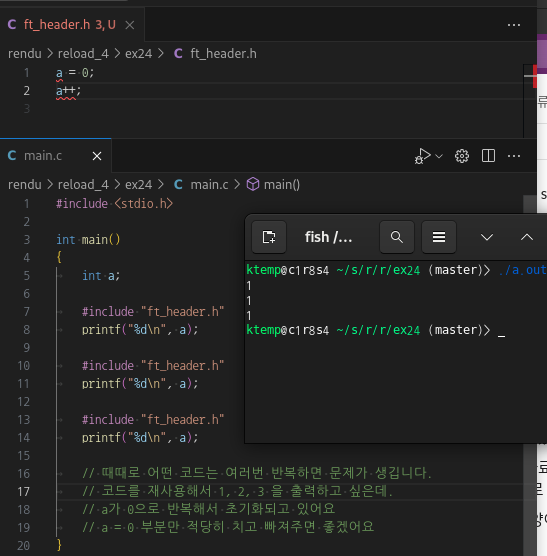 ft_header.h 3, U
rendu > reload_4 > ex24 > ft_header.h
1 a = 0;
2 a++;
3
main.c
rendu > reload_4 > ex24 > main.c > main()
1 #include <stdio.h>
2
3 int main()
4 {
5 int a;
6
7 #include "ft_header.h"
8 printf("%d\n", a);
9
10 #include "ft_header.h"
11 printf("%d\n", a);
12
13 #include "ft_header.h"
14 printf("%d\n", a);
15
16 // 때때로 어떤 코드는 여러번 반복하면 문제가 생깁니다.
17 // 코드를 재사용해서 1, 2, 3 을 출력하고 싶은데.
18 // a가 0으로 반복해서 초기화되고 있어요
19 // a = 0 부분만 적당히 치고 빠져주면 좋겠어요
20 }
fish /...
ktemp@c1r8s4 ~/s/r/r/ex24 (master)> ./a.out
1
1
1
ktemp@c1r8s4 ~/s/r/r/ex24 (master)> _